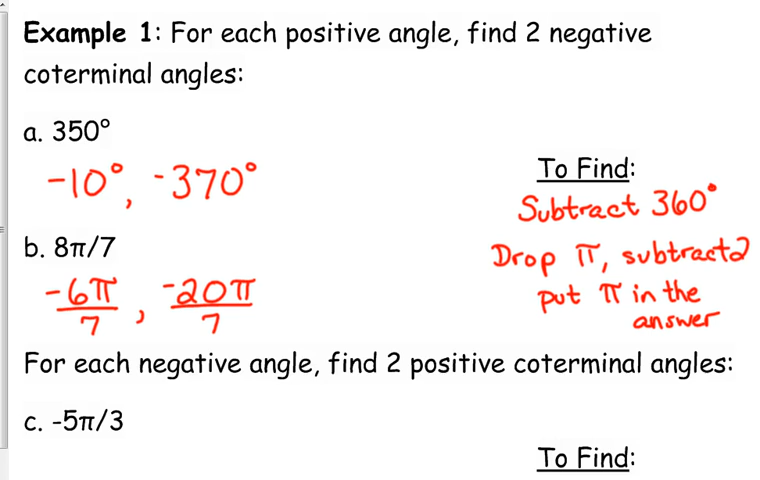 Example 1: For each positive angle, find 2 negative
coterminal angles:
a. 350°
-10°, -370°
To Find:
Subtract 360°
b. 8π/7
Drop π, subtract 2
put π in the
answer
-6π/7, -20π/7
For each negative angle, find 2 positive coterminal angles:
c. -5π/3
To Find: